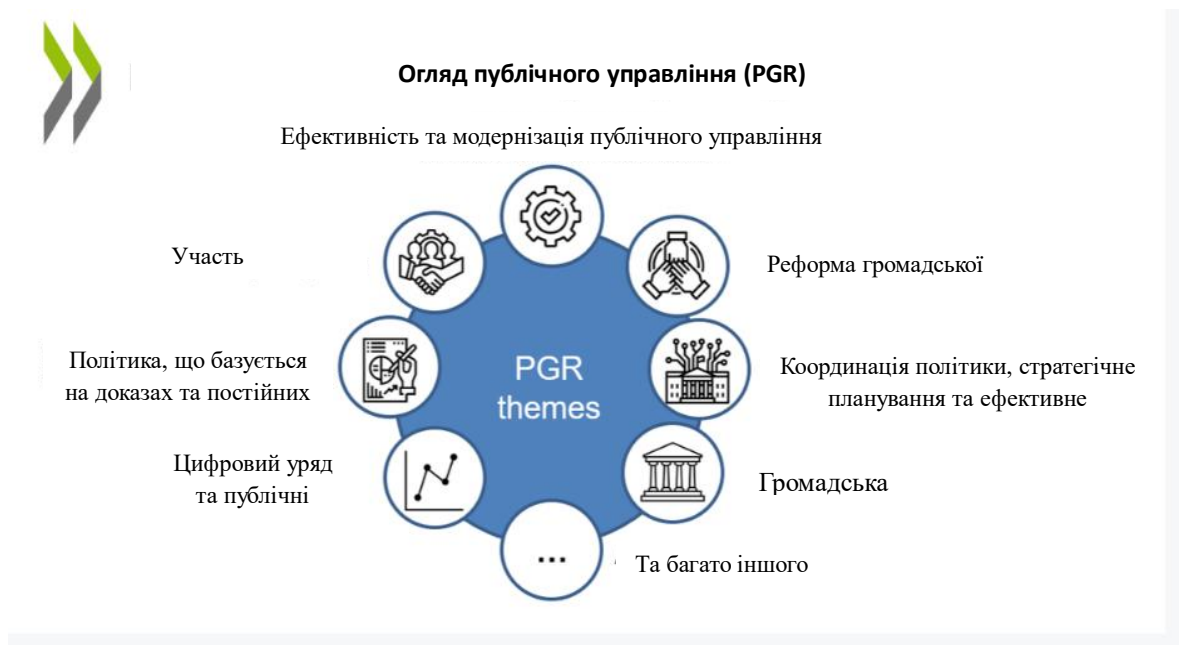 Огляд публічного управління (PGR)
Ефективність та модернізація публічного управління
Участь
Реформа громадської
Політика, що базується
на доказах та постійних
PGR
themes
Координація політики, стратегічне
планування та ефективне
Цифровий уряд
та публічні
Громадська
...
Та багато іншого